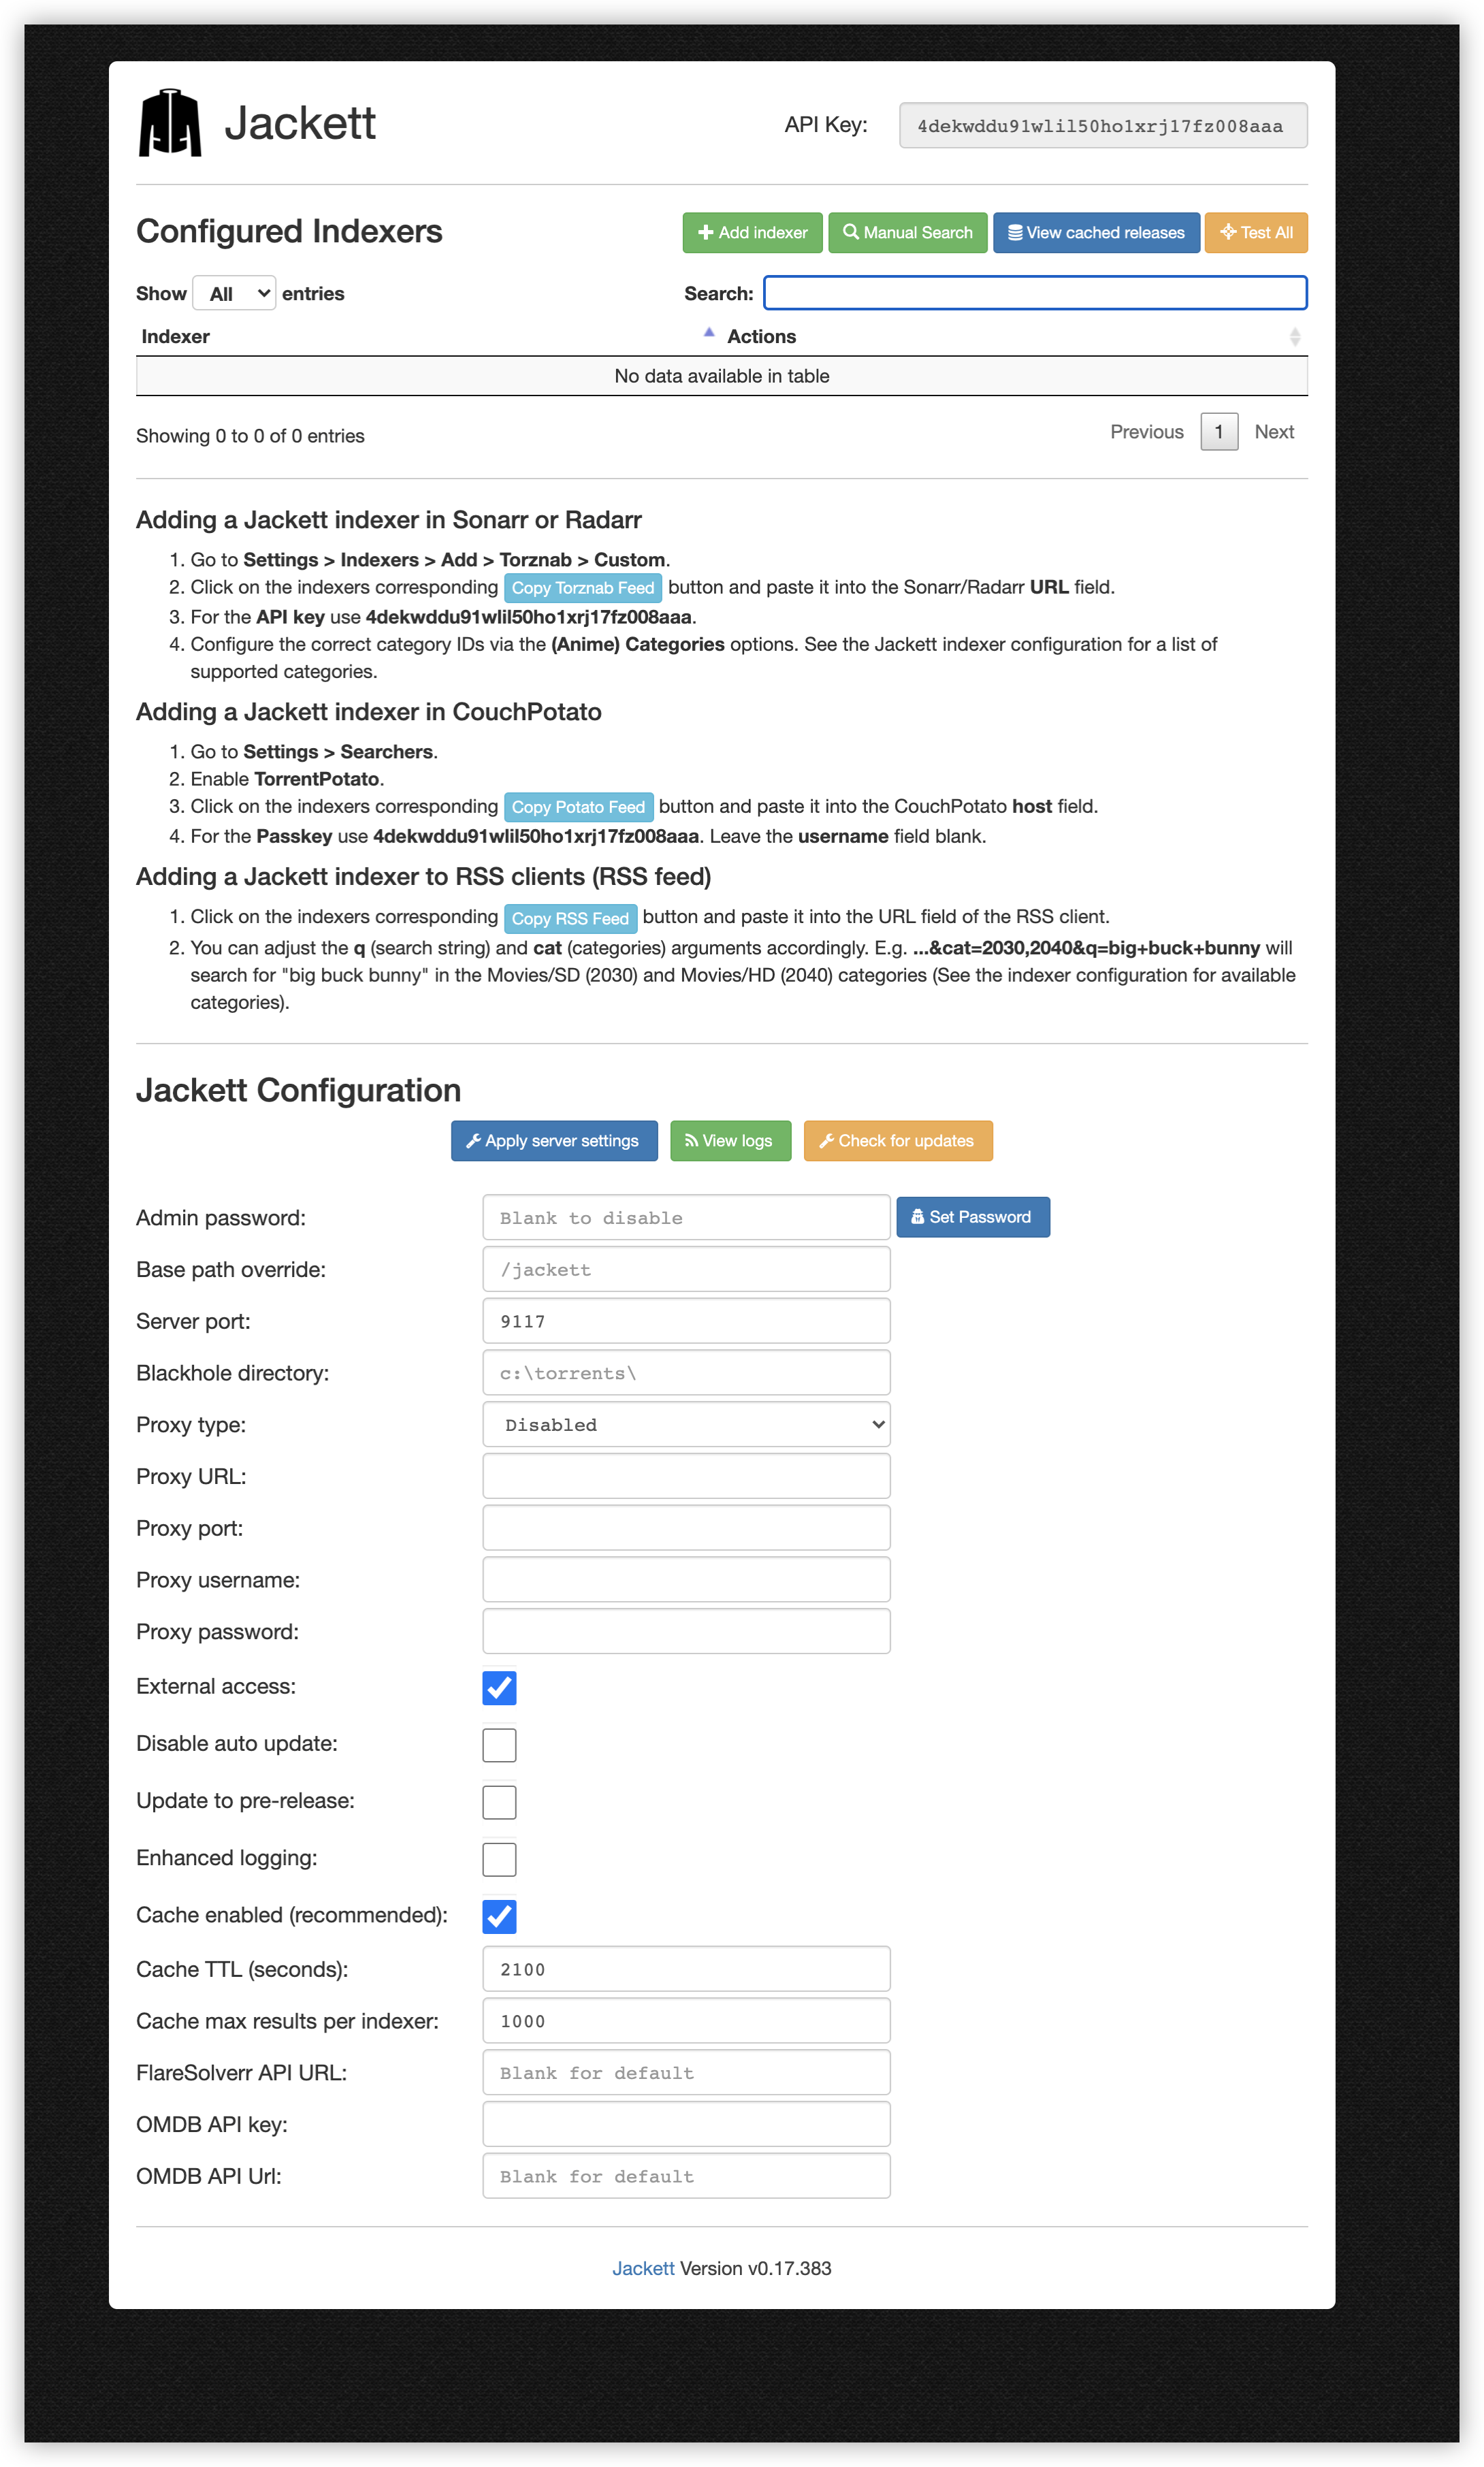 Jackett
API Key: 4dekwddu91wlil50ho1xrj17fz008aaa
Configured Indexers
Add indexer Manual Search View cached releases Test All
Show All entries Search:
Indexer Actions
No data available in table
Showing 0 to 0 of 0 entries Previous 1 Next
Adding a Jackett indexer in Sonarr or Radarr
1. Go to Settings > Indexers > Add > Torznab > Custom.
2. Click on the indexers corresponding Copy Torznab Feed button and paste it into the Sonarr/Radarr URL field.
3. For the API key use 4dekwddu91wlil50ho1xrj17fz008aaa.
4. Configure the correct category IDs via the (Anime) Categories options. See the Jackett indexer configuration for a list of
supported categories.
Adding a Jackett indexer in CouchPotato
1. Go to Settings > Searchers.
2. Enable TorrentPotato.
3. Click on the indexers corresponding Copy Potato Feed button and paste it into the CouchPotato host field.
4. For the Passkey use 4dekwddu91wlil50ho1xrj17fz008aaa. Leave the username field blank.
Adding a Jackett indexer to RSS clients (RSS feed)
1. Click on the indexers corresponding Copy RSS Feed button and paste it into the URL field of the RSS client.
2. You can adjust the q (search string) and cat (categories) arguments accordingly. E.g. ...&cat=2030,2040&q=big+buck+bunny will
search for "big buck bunny" in the Movies/SD (2030) and Movies/HD (2040) categories (See the indexer configuration for available
categories).
Jackett Configuration
Apply server settings View logs Check for updates
Admin password: Blank to disable Set Password
Base path override: /jackett
Server port: 9117
Blackhole directory: c:\torrents\
Proxy type: Disabled
Proxy URL:
Proxy port:
Proxy username:
Proxy password:
External access:
Disable auto update:
Update to pre-release:
Enhanced logging:
Cache enabled (recommended):
Cache TTL (seconds): 2100
Cache max results per indexer: 1000
FlareSolverr API URL: Blank for default
OMDB API key:
OMDB API Url: Blank for default
Jackett Version v0.17.383